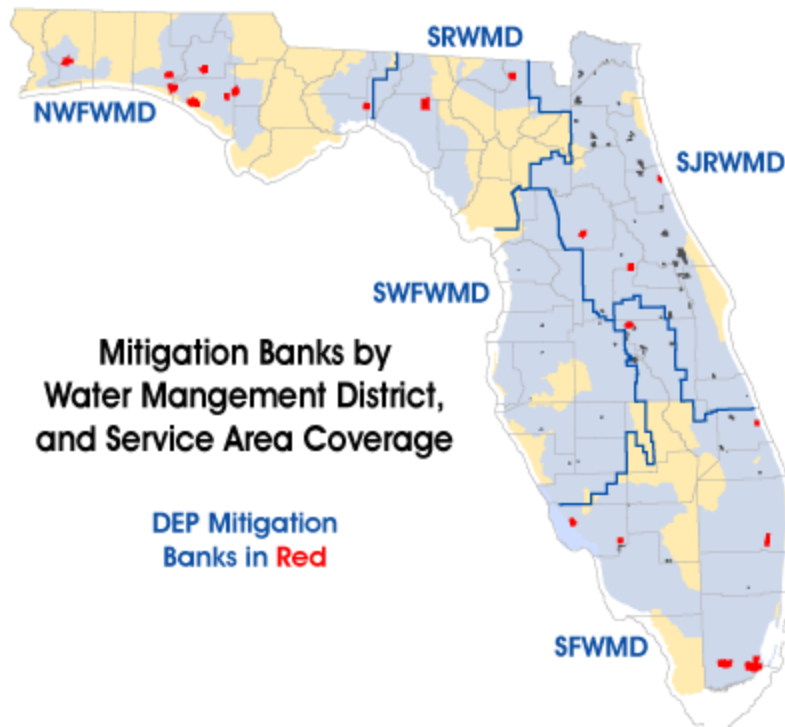 SRWMD
NWFWMD
SJRWMD
SWFWMD
Mitigation Banks by
Water Mangement District,
and Service Area Coverage
DEP Mitigation
Banks in Red
SFWMD